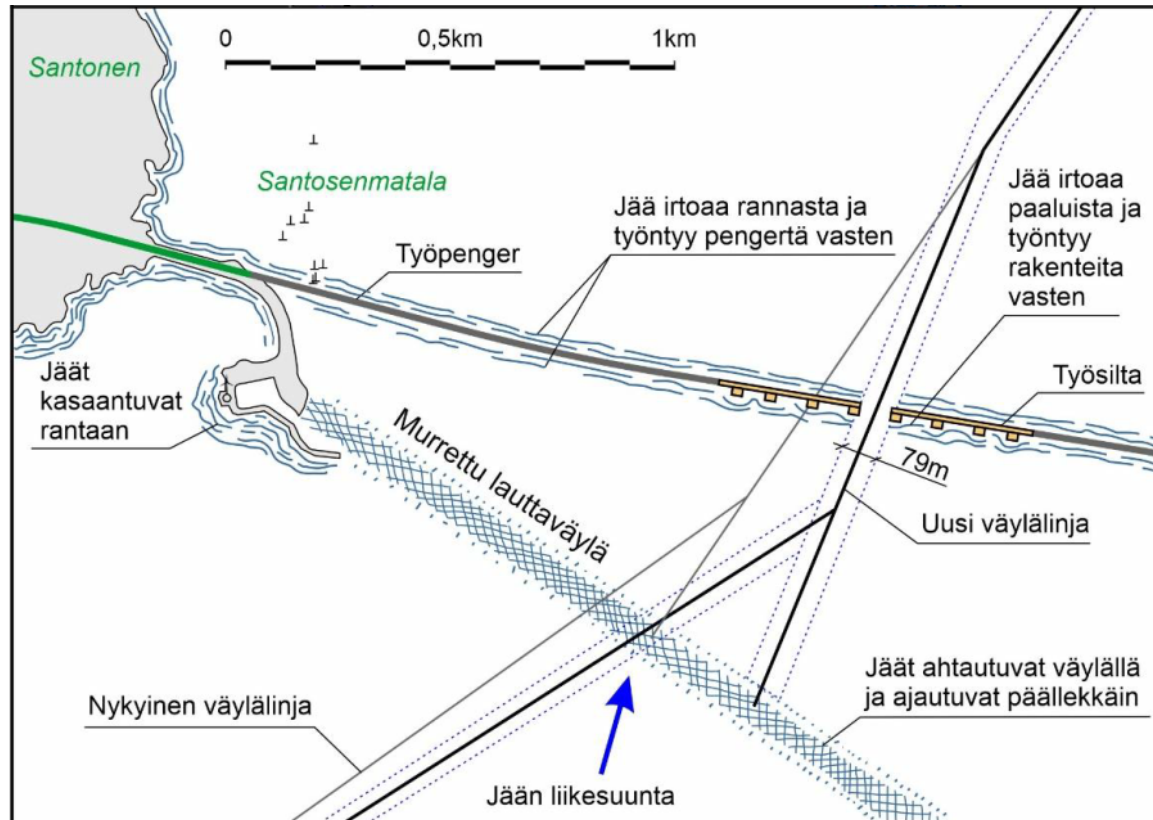 0 0,5km 1km
Santonen
Santosenmatala
Jää irtoaa rannasta ja
työntyy pengertä vasten
Jää irtoaa
paaluista ja
työntyy
rakenteita
vasten
Työpenger
Työsilta
Jäät
kasaantuvat
rantaan
Murrettu lauttaväylä
79m
Uusi väylälinja
Nykyinen väylälinja
Jäät ahtautuvat väylällä
ja ajautuvat päällekkäin
Jään liikesuunta